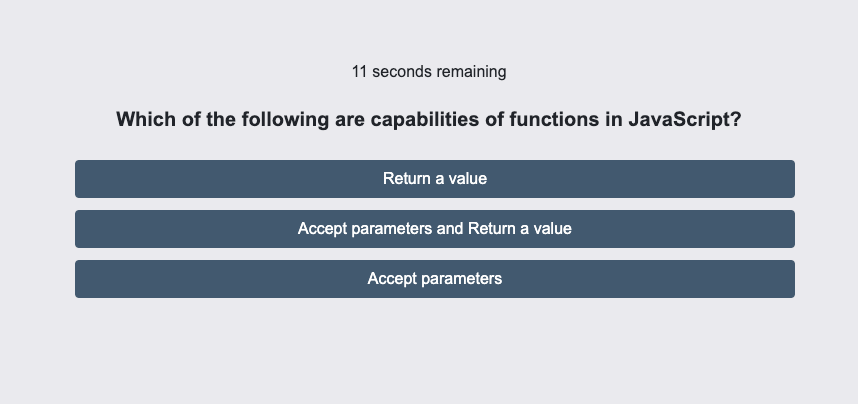 11 seconds remaining
Which of the following are capabilities of functions in JavaScript?
Return a value
Accept parameters and Return a value
Accept parameters